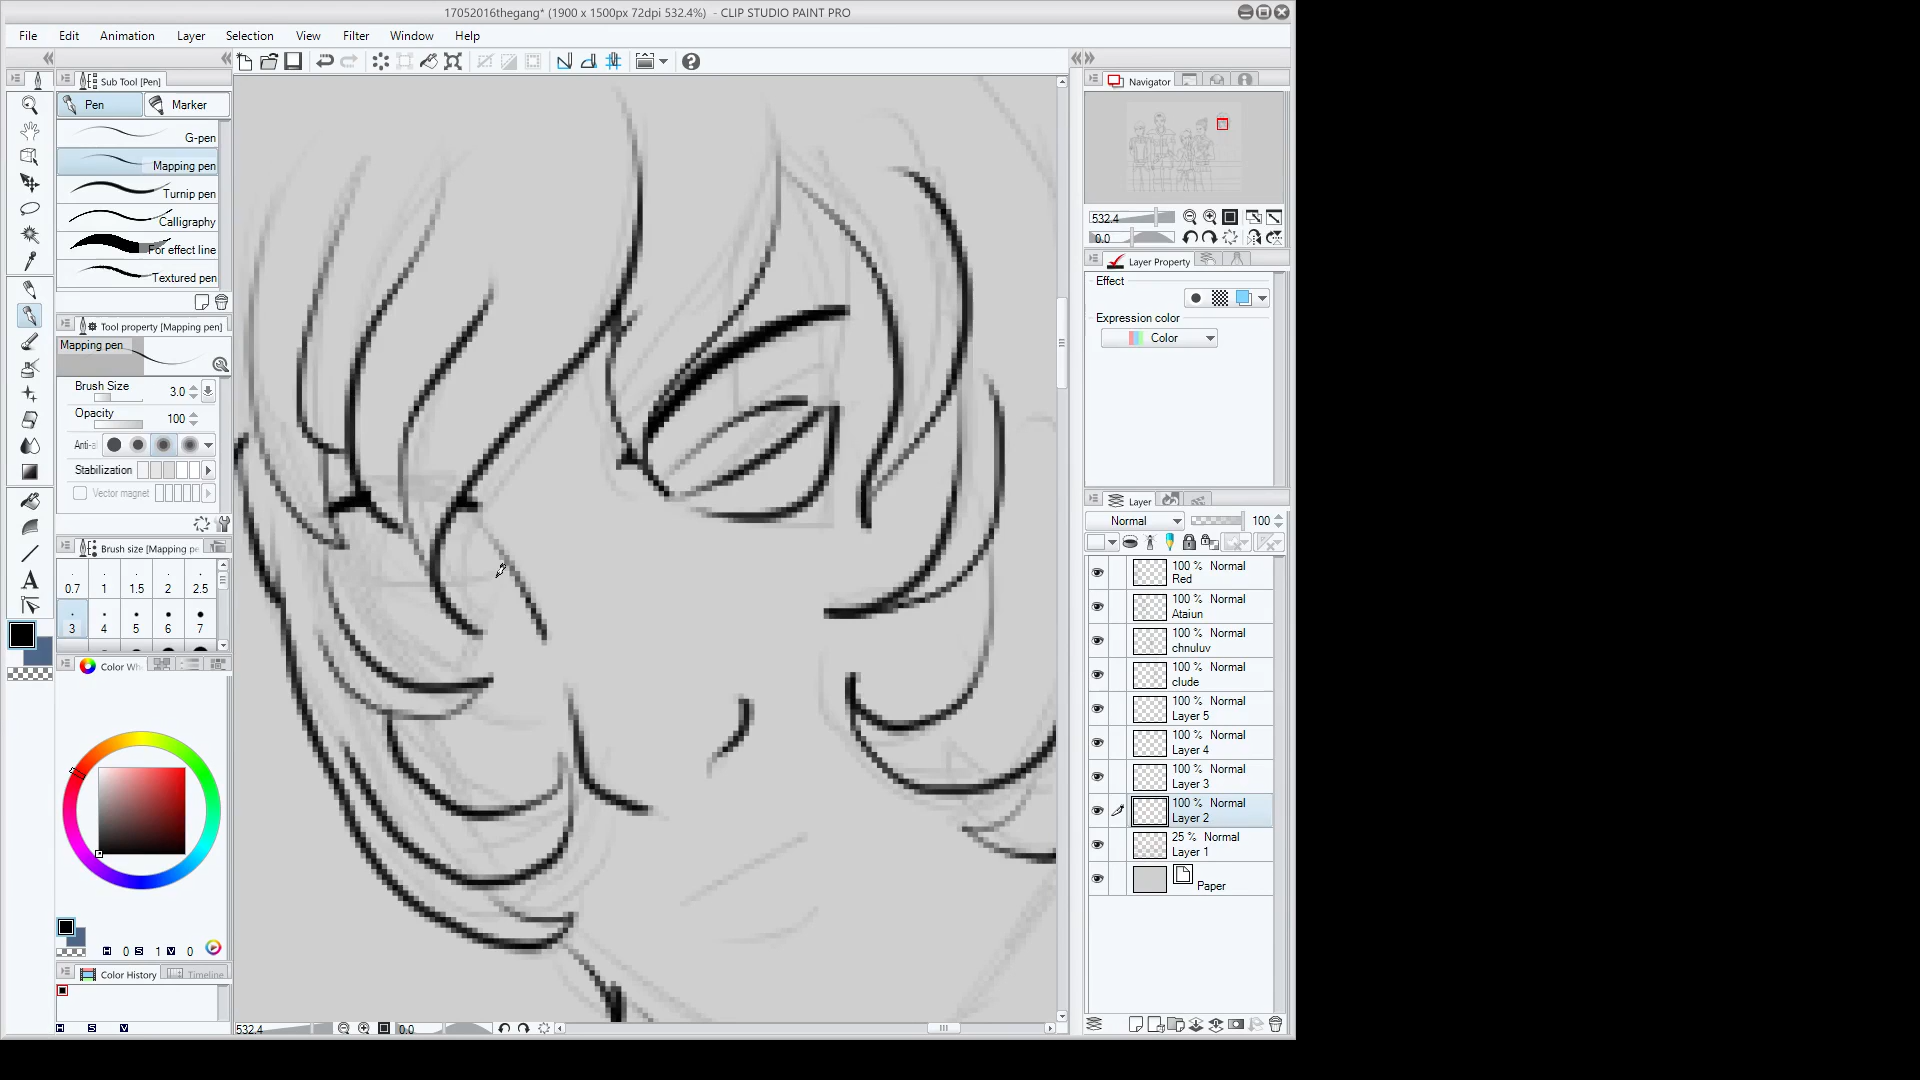 17052016thegang* (1900 x 1500px 72dpi 532.4%) - CLIP STUDIO PAINT PRO
File Edit Animation Layer Selection View Filter Window Help
Sub Tool [Pen]
Pen Marker
G-pen
Mapping pen
Turnip pen
Calligraphy
For effect line
Textured pen
Tool property [Mapping pen]
Mapping pen
Brush Size 3.0
Opacity 100
Anti-a
Stabilization
Vector magnet
Brush size [Mapping pe
0.7 1 1.5 2 2.5
3 4 5 6 7
Color Wh
H 0 S 1 V 0
Color History Timeline
H S V
532.4 0.0
Navigator
532.4
0.0
Layer Property
Effect
Expression color
Color
Layer
Normal 100
100 % Normal
Red
100 % Normal
Ataiun
100 % Normal
chnuluv
100 % Normal
clude
100 % Normal
Layer 5
100 % Normal
Layer 4
100 % Normal
Layer 3
100 % Normal
Layer 2
25 % Normal
Layer 1
Paper